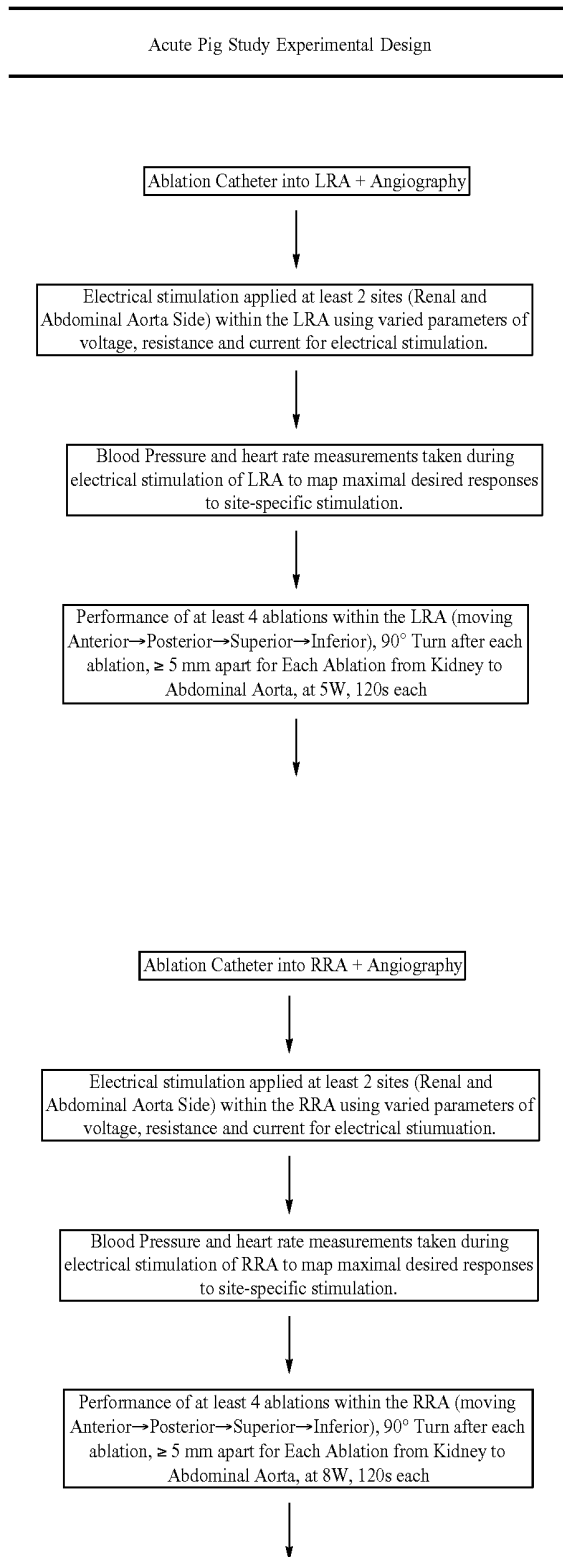 Acute Pig Study Experimental Design
Ablation Catheter into LRA + Angiography
Electrical stimulation applied at least 2 sites (Renal and
Abdominal Aorta Side) within the LRA using varied parameters of
voltage, resistance and current for electrical stimulation.
Blood Pressure and heart rate measurements taken during
electrical stimulation of LRA to map maximal desired responses
to site-specific stimulation.
Performance of at least 4 ablations within the LRA (moving
Anterior→Posterior→Superior→Inferior), 90° Turn after each
ablation, ≥ 5 mm apart for Each Ablation from Kidney to
Abdominal Aorta, at 5W, 120s each
Ablation Catheter into RRA + Angiography
Electrical stimulation applied at least 2 sites (Renal and
Abdominal Aorta Side) within the RRA using varied parameters of
voltage, resistance and current for electrical stiumuation.
Blood Pressure and heart rate measurements taken during
electrical stimulation of RRA to map maximal desired responses
to site-specific stimulation.
Performance of at least 4 ablations within the RRA (moving
Anterior→Posterior→Superior→Inferior), 90° Turn after each
ablation, ≥ 5 mm apart for Each Ablation from Kidney to
Abdominal Aorta, at 8W, 120s each